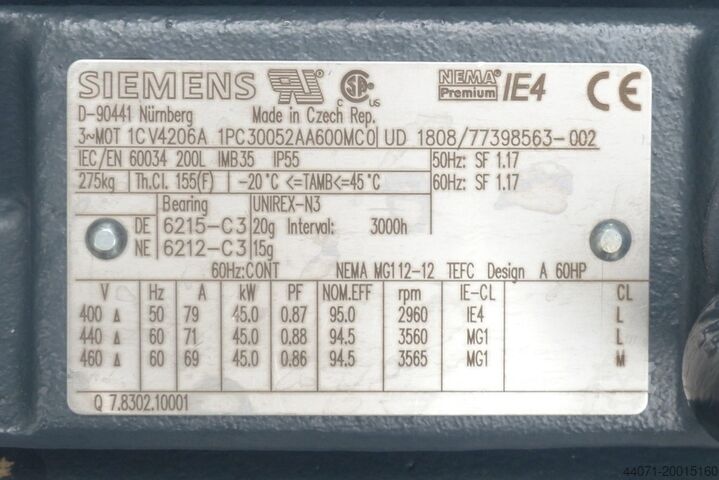 SIEMENS UR C SA US NEMA Premium IE4 CE
D-90441 Nürnberg Made in Czech Rep.
3~MOT 1CV4206A 1PC30052AA600MC0 UD 1808/77398563-002
IEC/EN 60034 200L IMB35 IP55 50Hz: SF 1.17
275kg Th.Cl. 155(F) -20°C <=TAMB<=45°C 60Hz: SF 1.17
Bearing UNIREX-N3
DE 6215-C3 20g Interval: 3000h
NE 6212-C3 15g
60Hz:CONT NEMA MG112-12 TEFC Design A 60HP
V Hz A kW PF NOM.EFF rpm IE-CL CL
400 Δ 50 79 45.0 0.87 95.0 2960 IE4 L
440 Δ 60 71 45.0 0.88 94.5 3560 MG1 L
460 Δ 60 69 45.0 0.86 94.5 3565 MG1 M
Q 7.8302.10001
44071-20015160